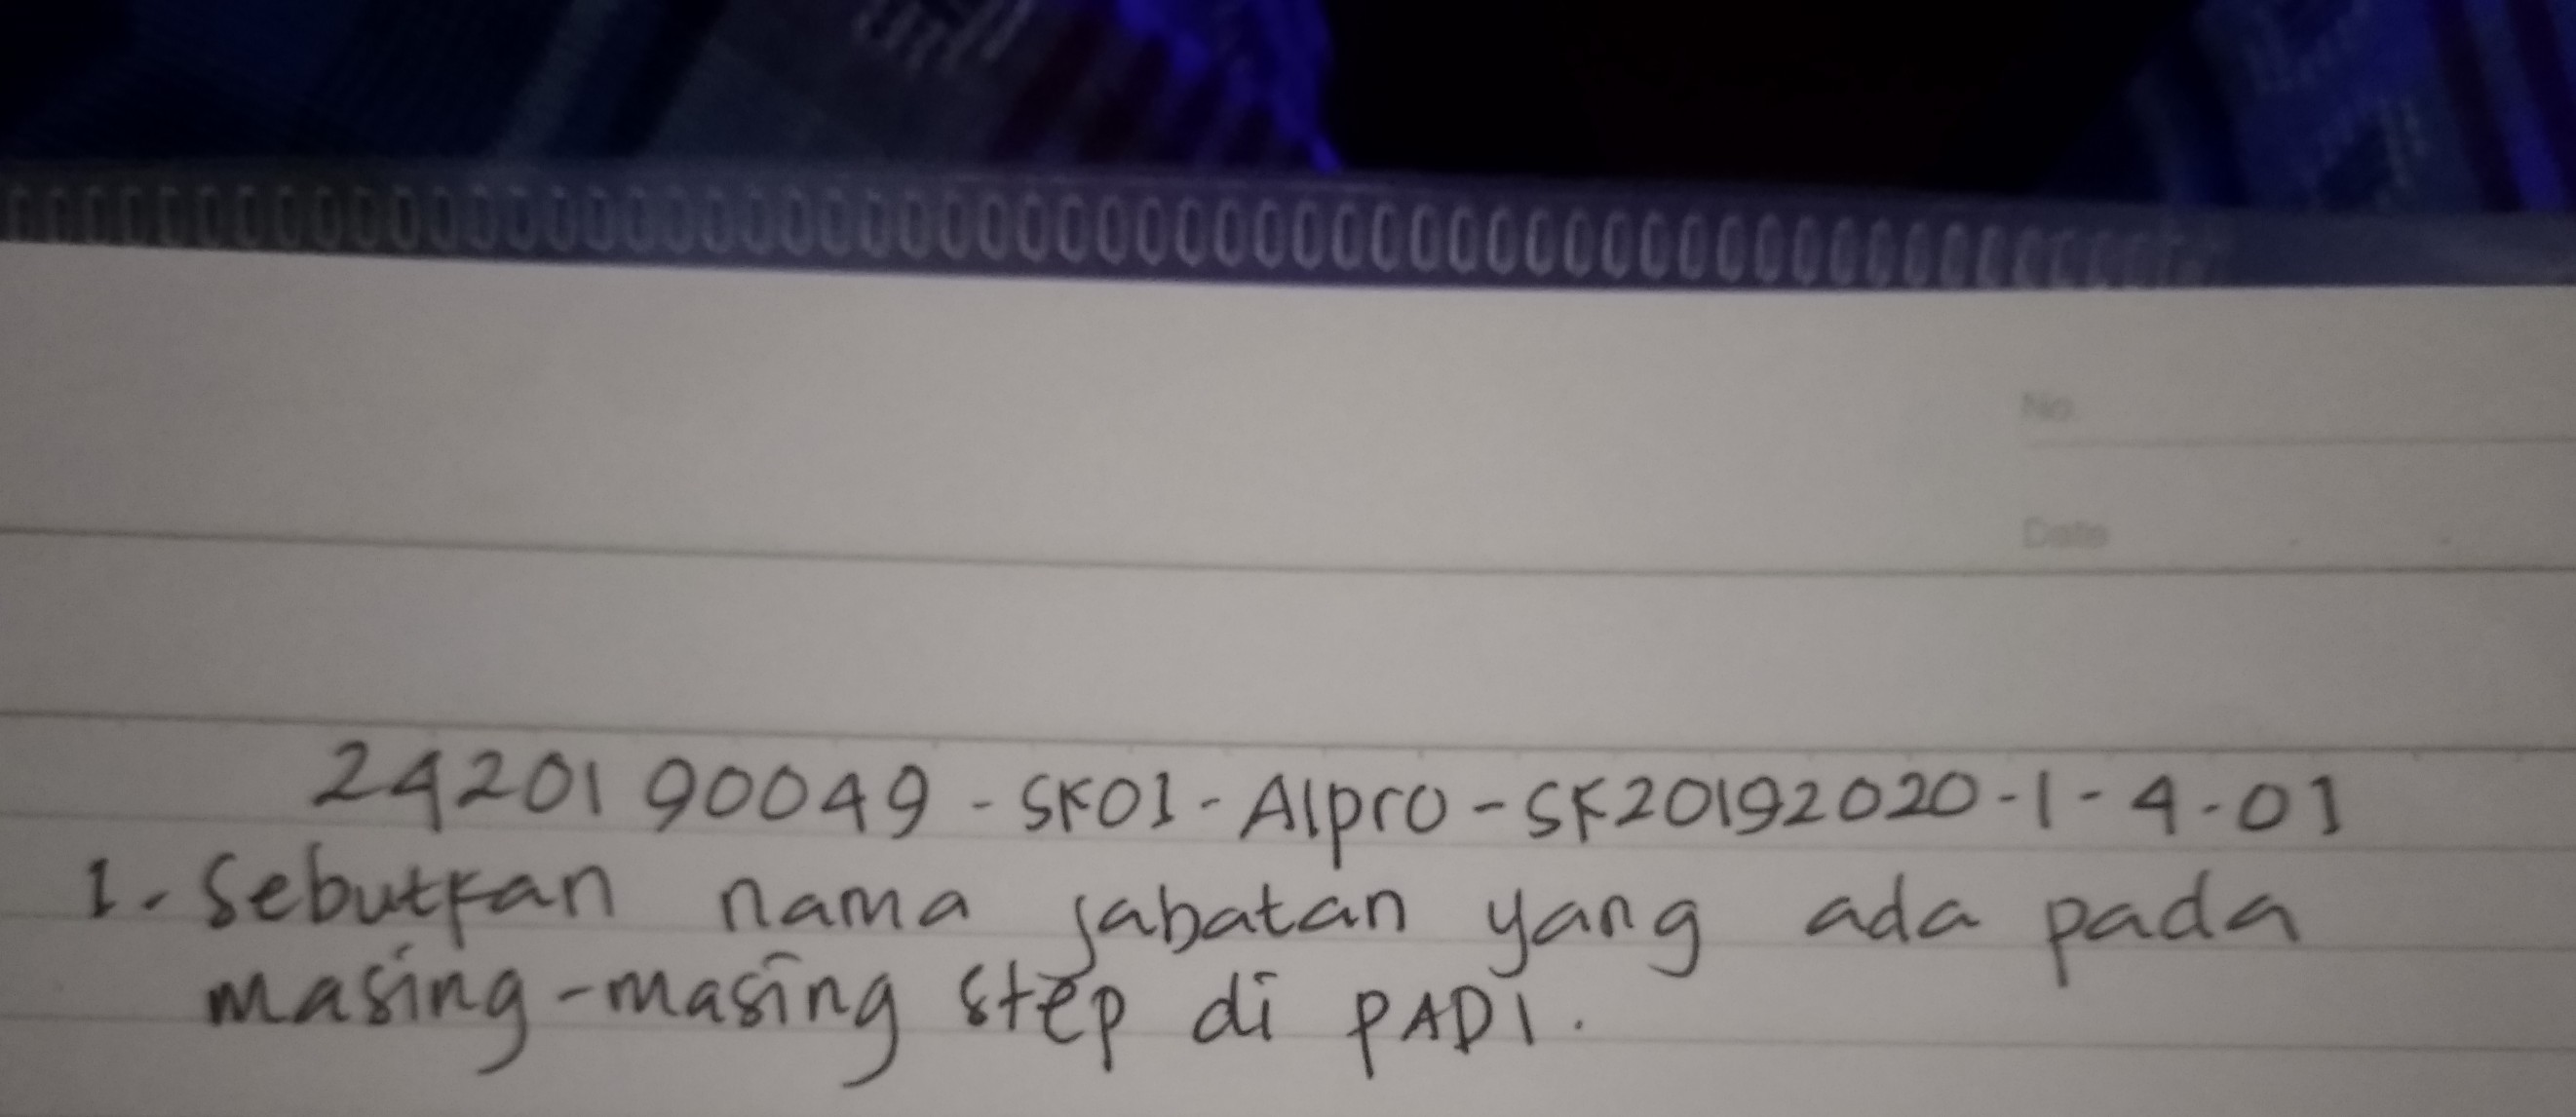 No.
Date
2420190049 - SK01 - Alpro - SK20192020-1-4-01
1. Sebutkan nama jabatan yang ada pada
masing-masing step di PADI.